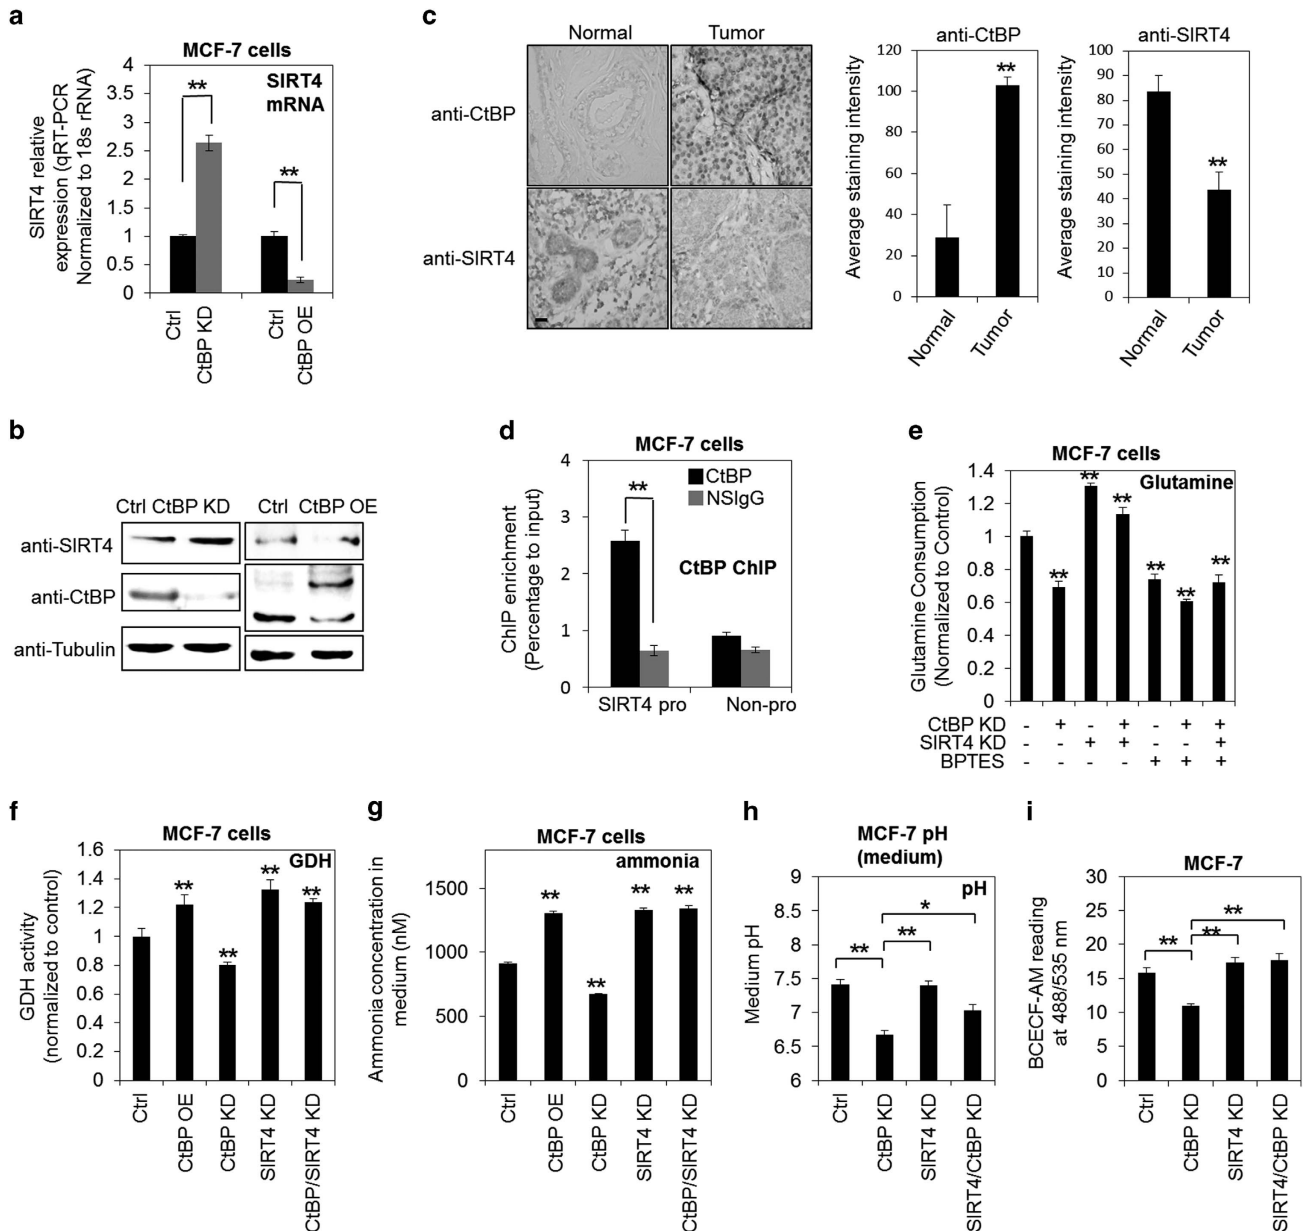 a
MCF-7 cells
SIRT4
mRNA
SIRT4 relative
expression (qRT-PCR
Normalized to 18s rRNA)
4
3.5
3
2.5
2
1.5
1
0.5
0
**
**
Ctrl
CtBP KD
Ctrl
CtBP OE
c
Normal
Tumor
anti-CtBP
anti-SIRT4
anti-CtBP
Average staining intensity
120
100
80
60
40
20
0
**
Normal
Tumor
anti-SIRT4
Average staining intensity
100
90
80
70
60
50
40
30
20
10
0
**
Normal
Tumor
b
Ctrl CtBP KD
Ctrl CtBP OE
anti-SIRT4
anti-CtBP
anti-Tubulin
d
MCF-7 cells
ChIP enrichment
(Percentage to input)
4
3
2
1
0
CtBP
NSIgG
**
CtBP ChIP
SIRT4 pro
Non-pro
e
MCF-7 cells
Glutamine
Glutamine Consumption
(Normalized to Control)
1.4
1.2
1
0.8
0.6
0.4
0.2
0
**
**
**
**
**
**
CtBP KD - + - + - + +
SIRT4 KD - - + + - - +
BPTES - - - - + + +
f
MCF-7 cells
GDH
GDH activity
(normalized to control)
1.6
1.4
1.2
1
0.8
0.6
0.4
0.2
0
**
**
**
**
Ctrl
CtBP OE
CtBP KD
SIRT4 KD
CtBP/SIRT4 KD
g
MCF-7 cells
ammonia
Ammonia concentration in
medium (nM)
1500
1000
500
0
**
**
**
**
Ctrl
CtBP OE
CtBP KD
SIRT4 KD
CtBP/SIRT4 KD
h
MCF-7 pH
(medium)
pH
Medium pH
9
8.5
8
7.5
7
6.5
6
**
**
*
Ctrl
CtBP KD
SIRT4 KD
SIRT4/CtBP KD
i
MCF-7
BCECF-AM reading
at 488/535 nm
30
25
20
15
10
5
0
**
**
**
Ctrl
CtBP KD
SIRT4 KD
SIRT4/CtBP KD